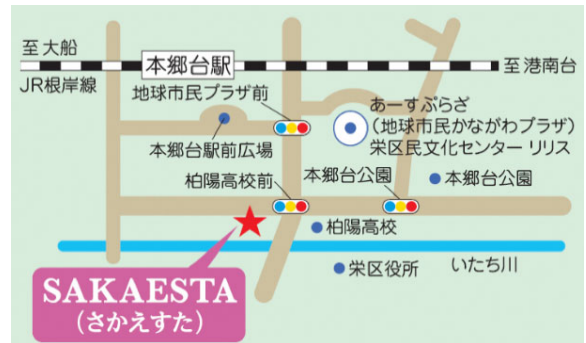 至 大船
本郷台駅
至 港南台
JR根岸線
地球市民プラザ前
あーすぷらざ
（地球市民かながわプラザ）
栄区民文化センター リリス
本郷台駅前広場
柏陽高校前
本郷台公園
本郷台公園
柏陽高校
栄区役所
いたち川
SAKAESTA
（さかえすた）